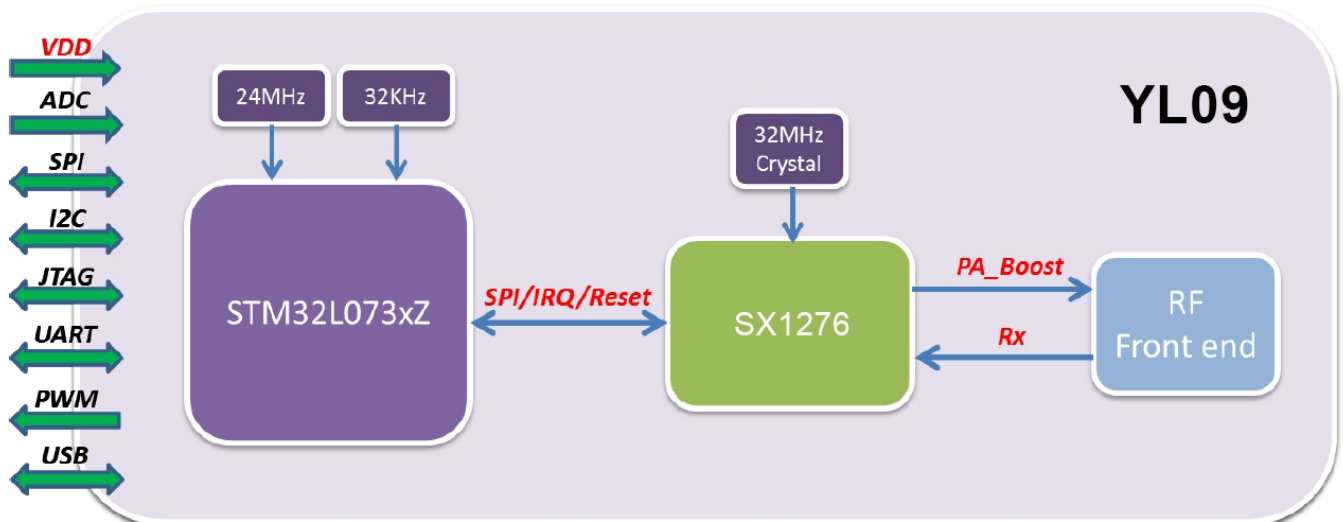 VDD
ADC
SPI
I2C
JTAG
UART
PWM
USB
24MHz
32KHz
STM32L073xZ
SPI/IRQ/Reset
32MHz
Crystal
SX1276
PA_Boost
Rx
RF
Front end
YL09